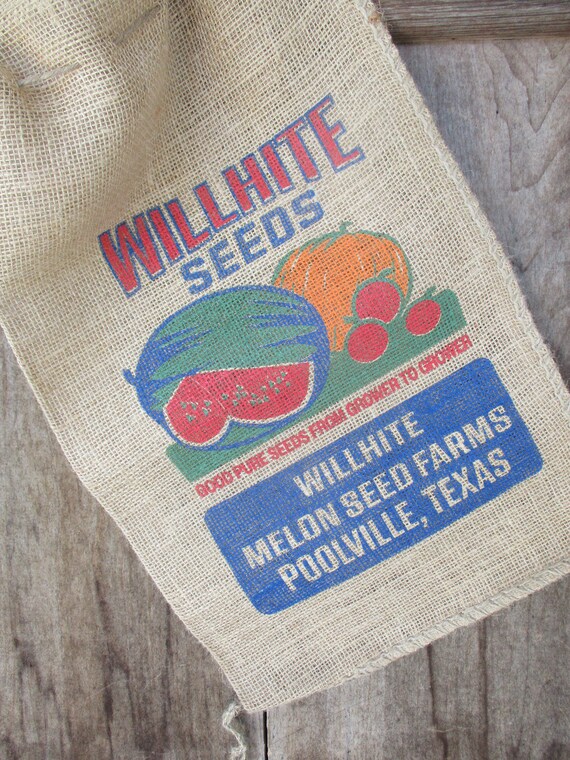 WILLHITE
SEEDS
GOOD PURE SEEDS FROM GROWER TO GROWER
WILLHITE
MELON SEED FARMS
POOLVILLE, TEXAS